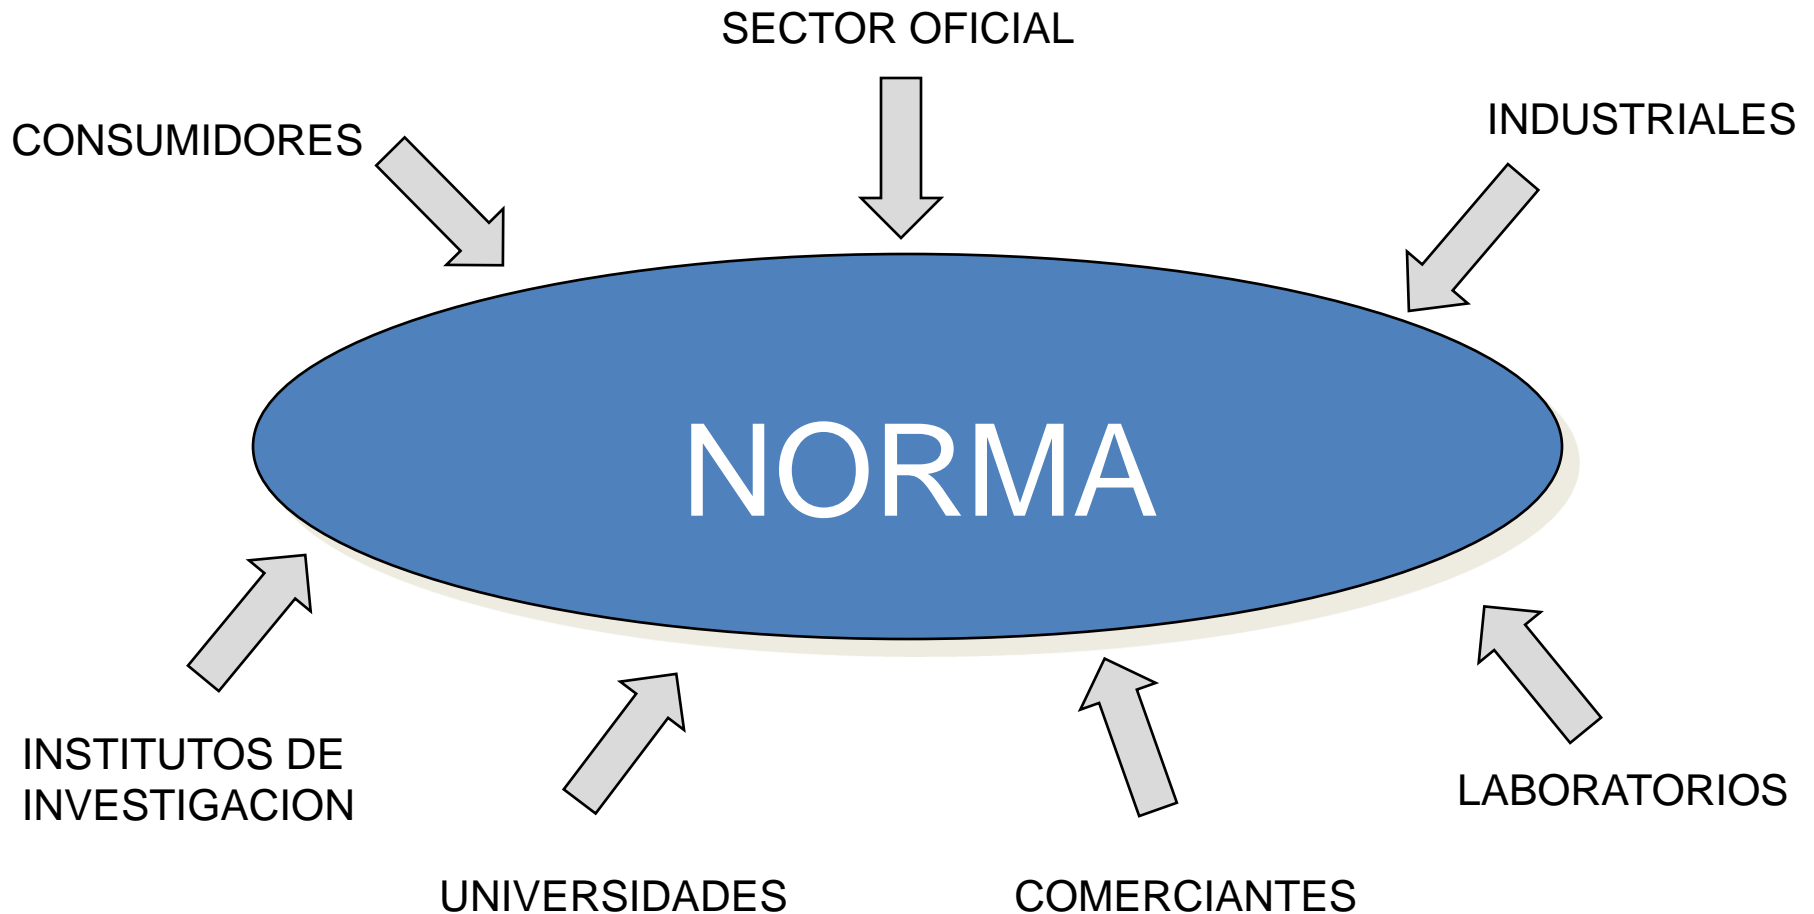 SECTOR OFICIAL
CONSUMIDORES
INDUSTRIALES
NORMA
INSTITUTOS DE
INVESTIGACION
LABORATORIOS
UNIVERSIDADES
COMERCIANTES